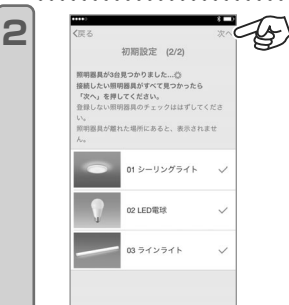 2
<戻る 次へ
初期設定 (2/2)
照明器具が3台見つかりました...
接続したい照明器具がすべて見つかったら
「次へ」を押してください。
登録しない照明器具のチェックははずしてくださ
い。
照明器具が離れた場所にあると、表示されませ
ん。
01 シーリングライト
02 LED電球
03 ラインライト